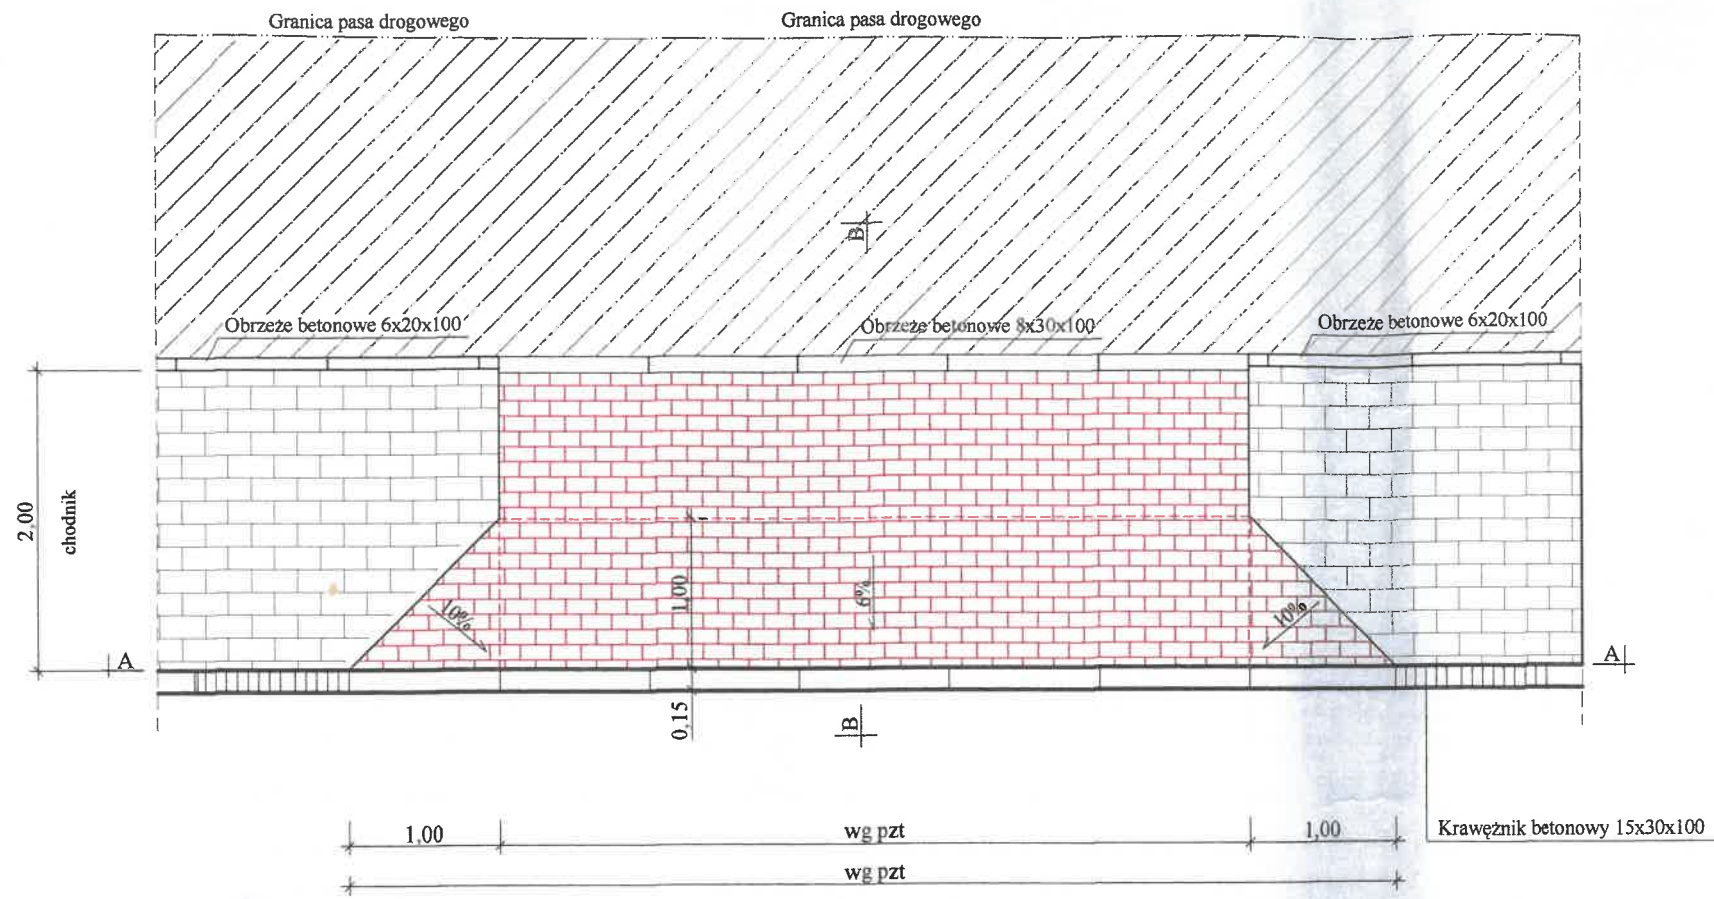 Granica pasa drogowego
Granica pasa drogowego
B
Obrzeże betonowe 6x20x100
Obrzeże betonowe 8x30x100
Obrzeże betonowe 6x20x100
2,00
chodnik
1,00
6%
10%
10%
A
A
0,15
B
1,00
wg pzt
1,00
Krawężnik betonowy 15x30x100
wg pzt